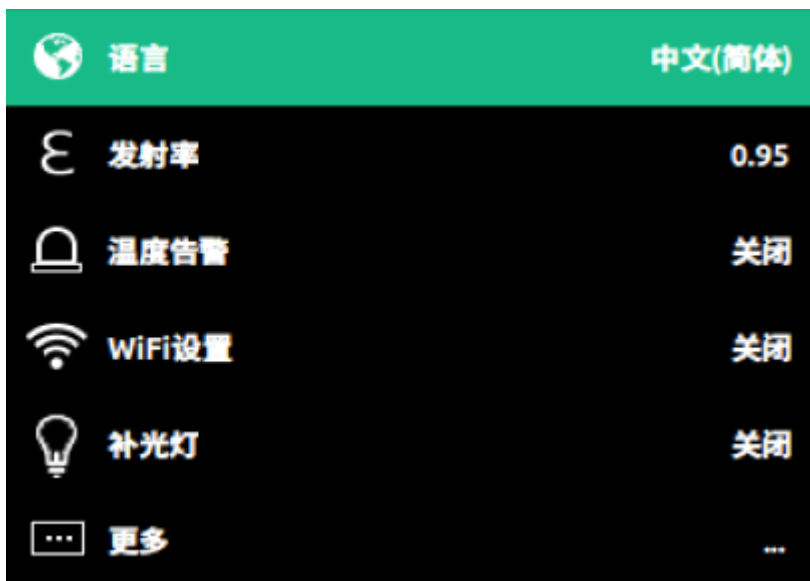 语言 中文(简体)
ε 发射率 0.95
温度告警 关闭
WiFi设置 关闭
补光灯 关闭
更多 ...